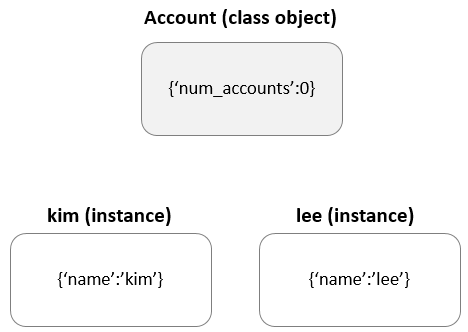 Account (class object)
{‘num_accounts’:0}
kim (instance)
lee (instance)
{‘name’:’kim’}
{‘name’:’lee’}